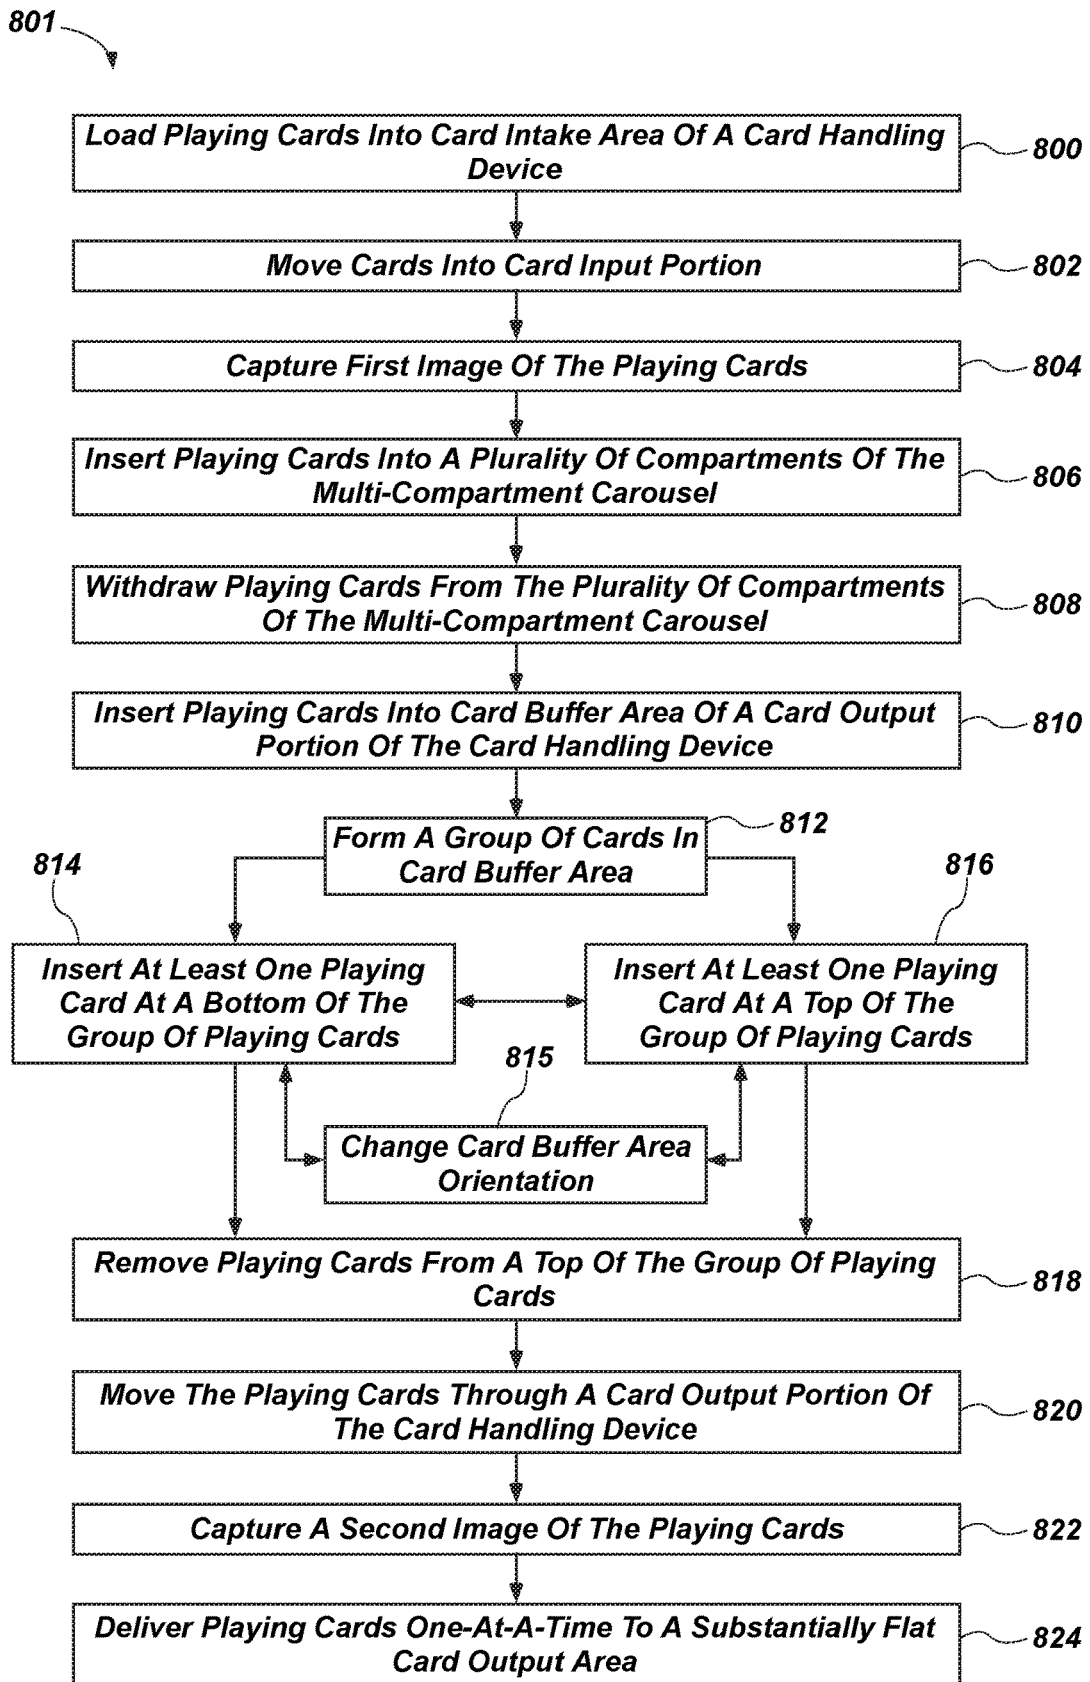 801
Load Playing Cards Into Card Intake Area Of A Card Handling
Device
800
Move Cards Into Card Input Portion
802
Capture First Image Of The Playing Cards
804
Insert Playing Cards Into A Plurality Of Compartments Of The
Multi-Compartment Carousel
806
Withdraw Playing Cards From The Plurality Of Compartments
Of The Multi-Compartment Carousel
808
Insert Playing Cards Into Card Buffer Area Of A Card Output
Portion Of The Card Handling Device
810
Form A Group Of Cards In
Card Buffer Area
812
814
Insert At Least One Playing
Card At A Bottom Of The
Group Of Playing Cards
816
Insert At Least One Playing
Card At A Top Of The
Group Of Playing Cards
815
Change Card Buffer Area
Orientation
Remove Playing Cards From A Top Of The Group Of Playing
Cards
818
Move The Playing Cards Through A Card Output Portion Of
The Card Handling Device
820
Capture A Second Image Of The Playing Cards
822
Deliver Playing Cards One-At-A-Time To A Substantially Flat
Card Output Area
824